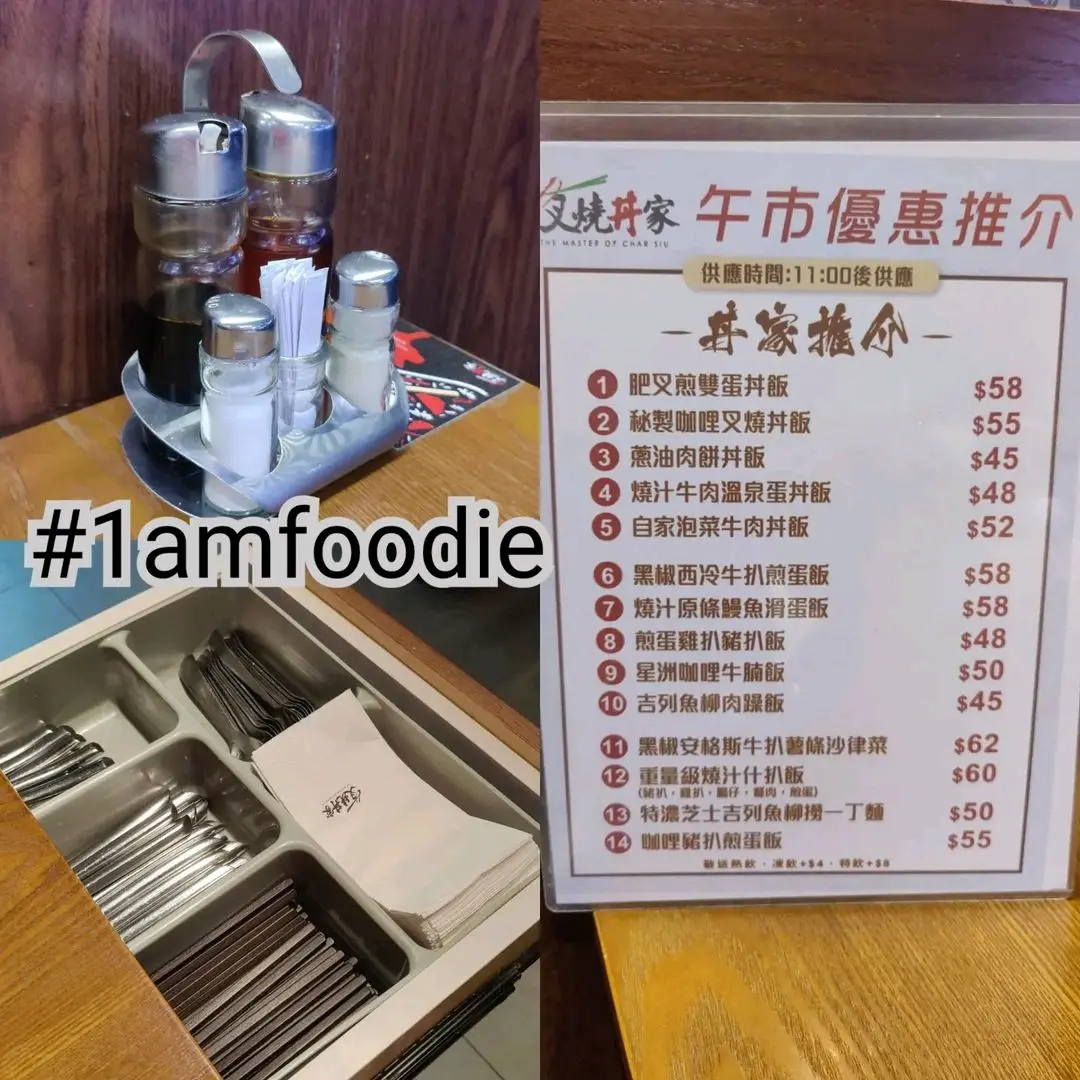 #1amfoodie
叉燒丼家
THE MASTER OF CHAR SIU
午市優惠推介
供應時間:11:00後供應
丼家推介
1 肥叉煎雙蛋丼飯 $58
2 秘製咖哩叉燒丼飯 $55
3 蔥油肉餅丼飯 $45
4 燒汁牛肉溫泉蛋丼飯 $48
5 自家泡菜牛肉丼飯 $52
6 黑椒西冷牛扒煎蛋飯 $58
7 燒汁原條鰻魚滑蛋飯 $58
8 煎蛋雞扒豬扒飯 $48
9 星洲咖哩牛腩飯 $50
10 吉列魚柳肉躁飯 $45
11 黑椒安格斯牛扒薯條沙律菜 $62
12 重量級燒汁什扒飯 $60
(豬扒，雞扒，腸仔，餐肉，煎蛋)
13 特濃芝士吉列魚柳撈一丁麵 $50
14 咖哩豬扒煎蛋飯 $55
敬送熱飲，凍飲+$4，特飲+$8
叉燒丼家